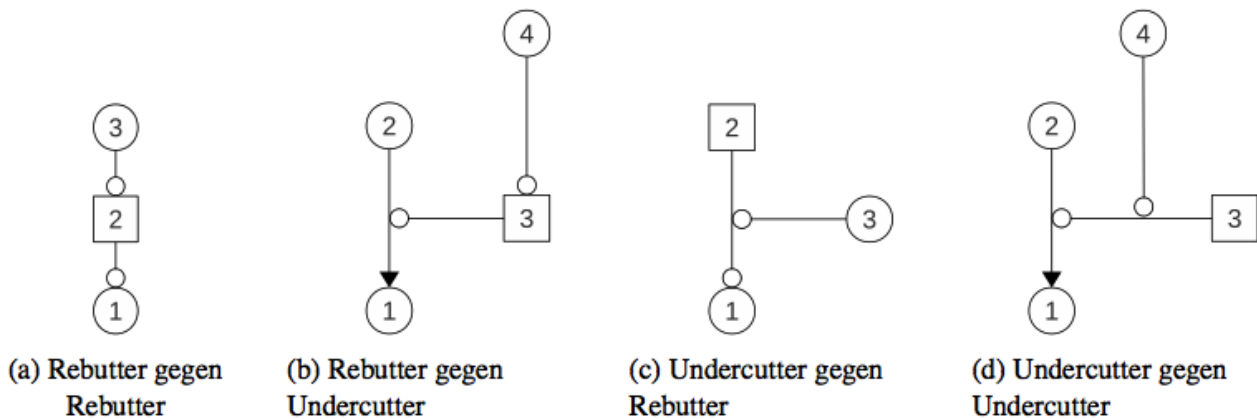 4
3
2
2
4
2
2
3
3
3
1
1
1
1
(a) Rebutter gegen
Rebutter
(b) Rebutter gegen
Undercutter
(c) Undercutter gegen
Rebutter
(d) Undercutter gegen
Undercutter